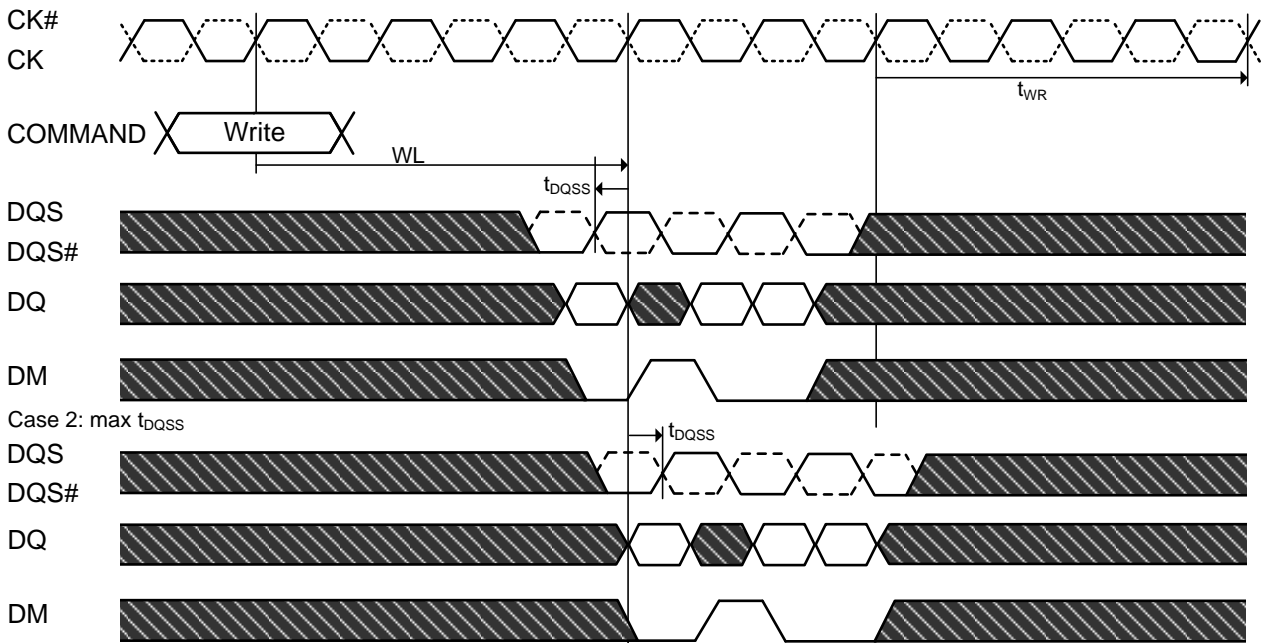 CK#
CK
tWR
COMMAND
Write
WL
tDQSS
DQS
DQS#
DQ
DM
Case 2: max tDQSS
tDQSS
DQS
DQS#
DQ
DM